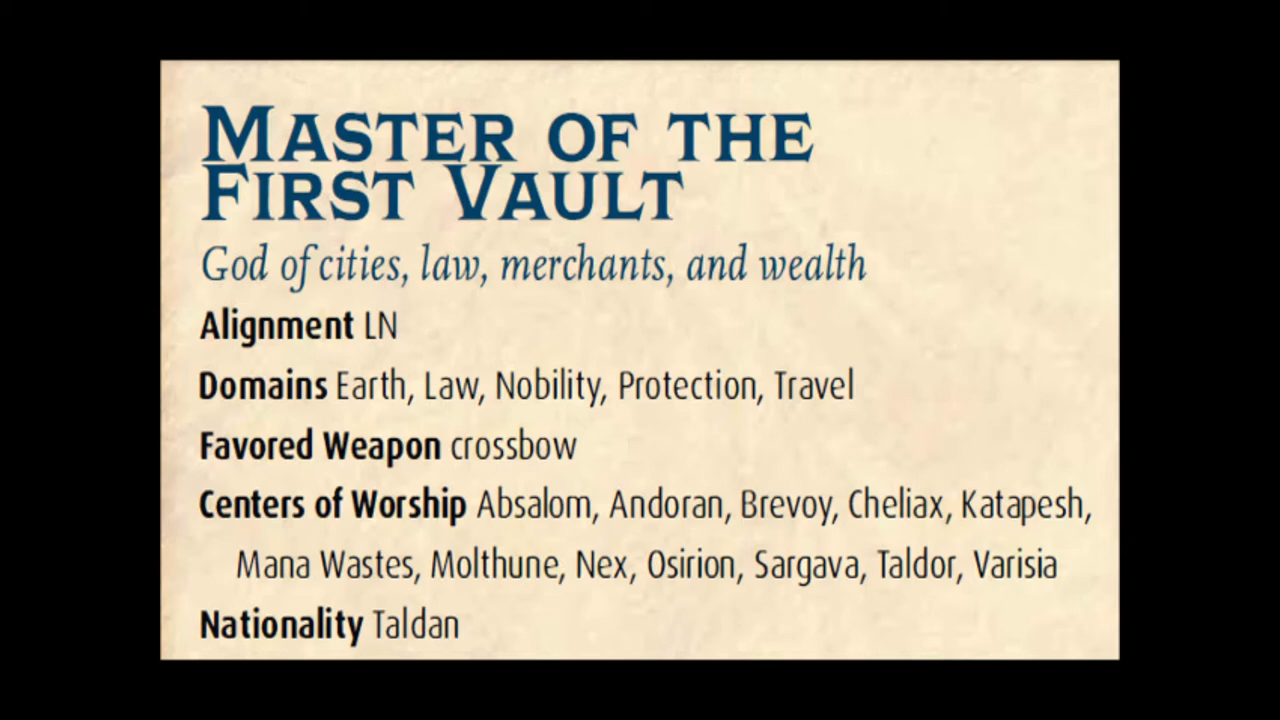 MASTER OF THE
FIRST VAULT
God of cities, law, merchants, and wealth
Alignment LN
Domains Earth, Law, Nobility, Protection, Travel
Favored Weapon crossbow
Centers of Worship Absalom, Andoran, Brevoy, Cheliax, Katapesh,
Mana Wastes, Molthune, Nex, Osirion, Sargava, Taldor, Varisia
Nationality Taldan